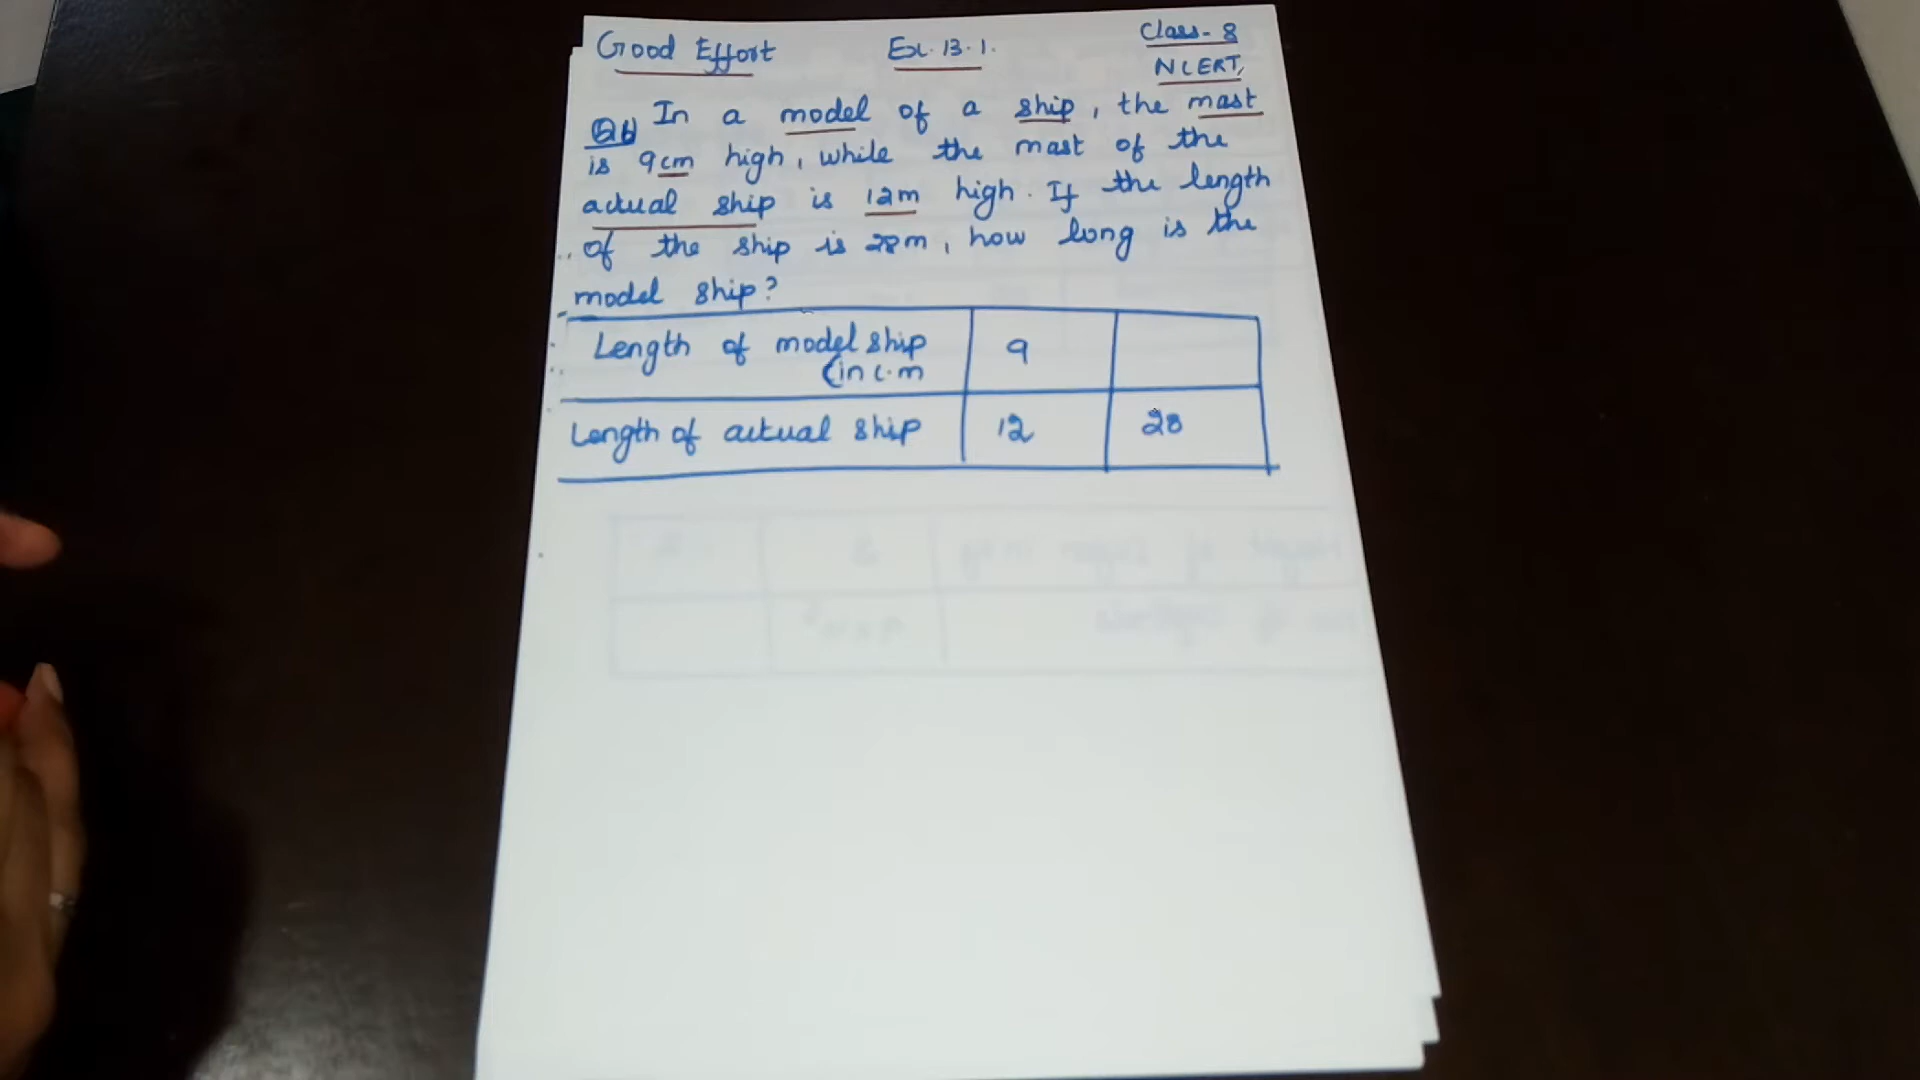 Good Effort Ex. 13.1. Class-8
NCERT,
In a model of a ship, the mast
is 9cm high, while the mast of the
actual ship is 12m high. If the length
of the ship is 28m, how long is the
model ship?
Length of model ship 9
(in c.m
Length of actual ship 12 28